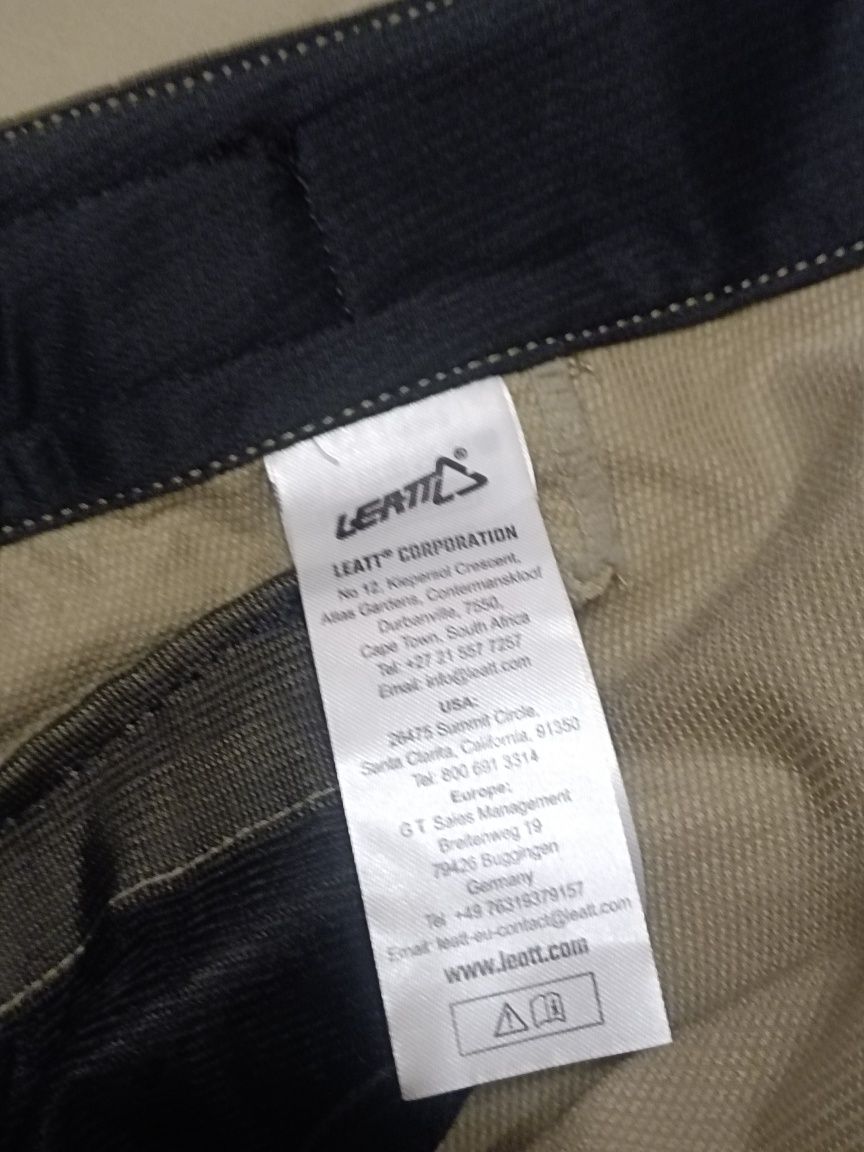 LEATT®
LEATT® CORPORATION
No 12, Kiepersol Crescent,
Atlas Gardens, Contermanskloof
Durbanville, 7550,
Cape Town, South Africa
Tel: +27 21 557 7257
Email: info@leatt.com
USA:
26475 Summit Circle,
Santa Clarita, California, 91350
Tel: 800 691 3314
Europe:
G T Sales Management
Breitenweg 19
79426 Buggingen
Germany
Tel +49 76319379157
Email: leatt-eu-contact@leatt.com
www.leatt.com